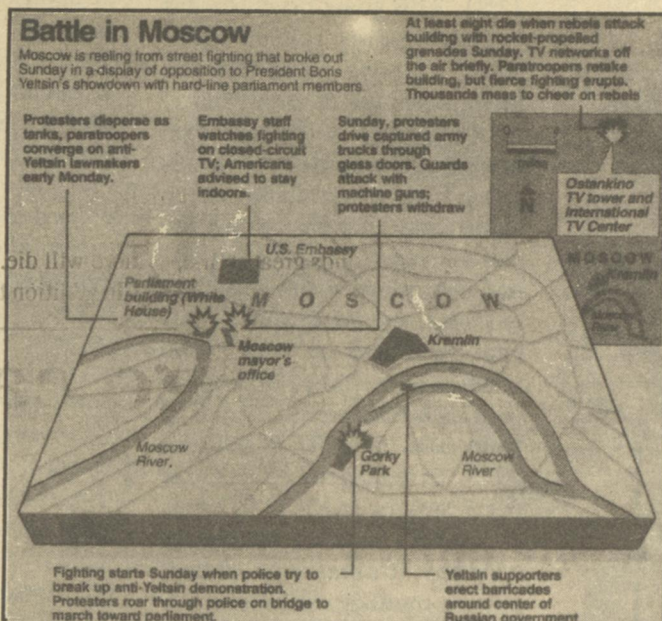 Battle in Moscow
Moscow is reeling from street fighting that broke out
Sunday in a display of opposition to President Boris
Yeltsin's showdown with hard-line parliament members.
At least eight die when rebels attack
building with rocket-propelled
grenades Sunday. TV networks off
the air briefly. Paratroopers retake
building, but fierce fighting erupts.
Thousands mass to cheer on rebels
Protesters disperse as
tanks, paratroopers
converge on anti-
Yeltsin lawmakers
early Monday.
Embassy staff
watches fighting
on closed-circuit
TV; Americans
advised to stay
indoors.
Sunday, protesters
drive captured army
trucks through
glass doors. Guards
attack with
machine guns;
protesters withdraw
0
miles
N
Ostankino
TV tower and
International
TV Center
MOSCOW
Kremlin
Moscow
River
U.S. Embassy
Parliament
building (White
House)
MOSCOW
Moscow
mayor's
office
Kremlin
Moscow
River
Gorky
Park
Moscow
River
Fighting starts Sunday when police try to
break up anti-Yeltsin demonstration.
Protesters roar through police on bridge to
march toward parliament.
Yeltsin supporters
erect barricades
around center of
Russian government